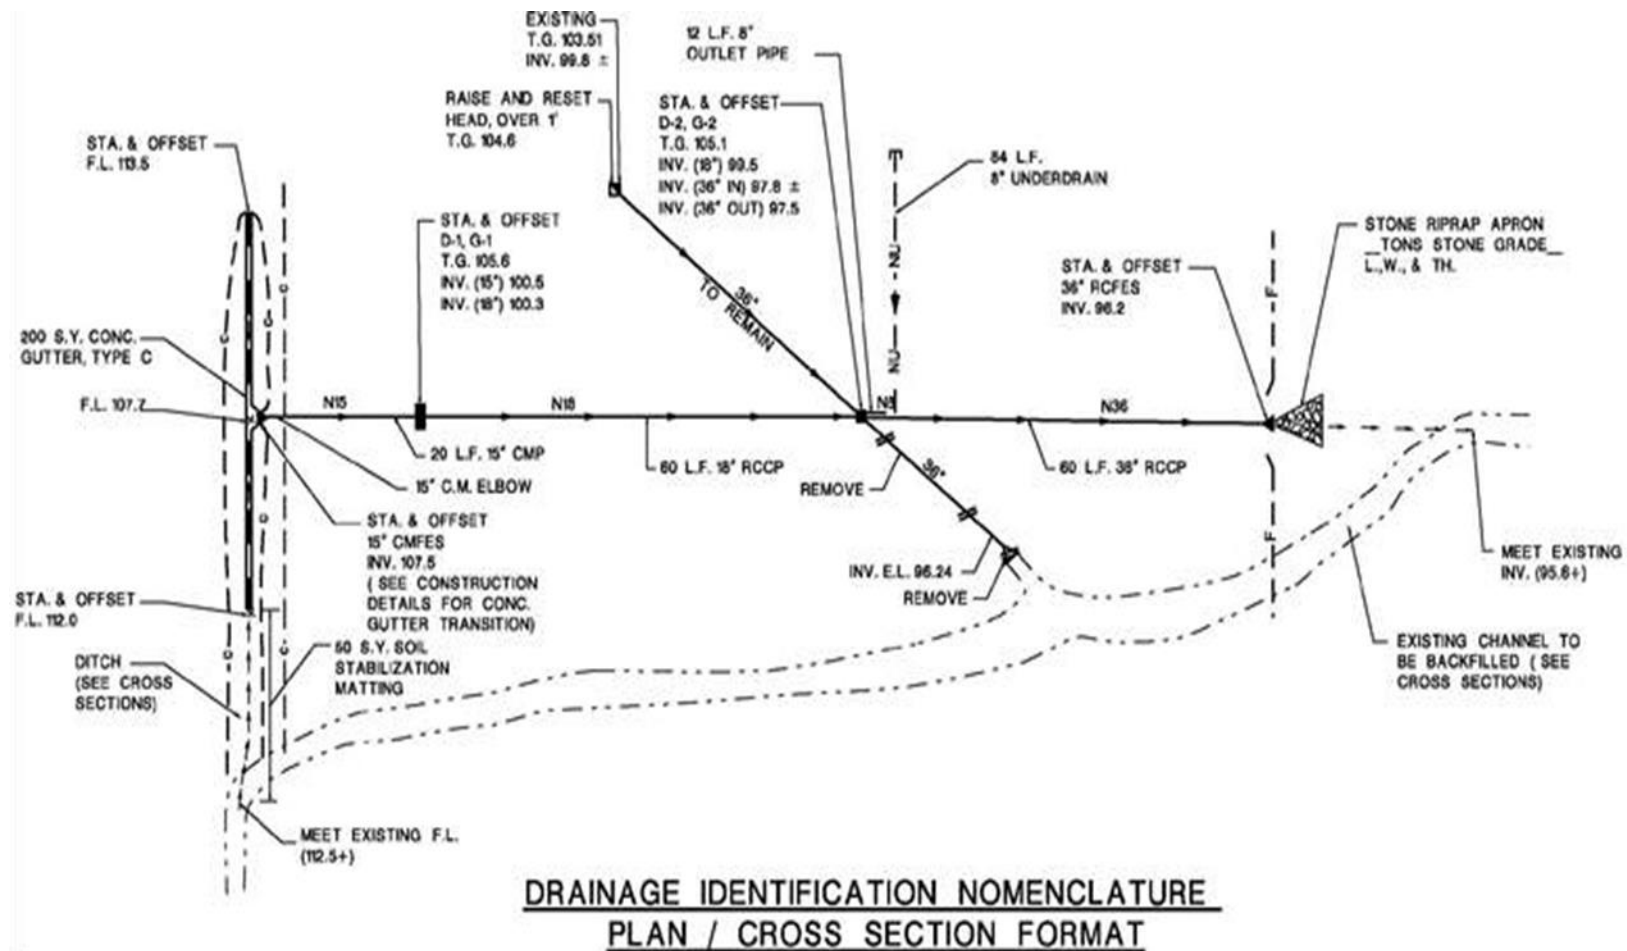 EXISTING
T.G. 103.51
INV. 99.8 ±
12 L.F. 8"
OUTLET PIPE
RAISE AND RESET
HEAD, OVER 1'
T.G. 104.6
STA. & OFFSET
D-2, G-2
T.G. 105.1
INV. (18") 99.5
INV. (36" IN) 97.8 ±
INV. (36" OUT) 97.5
STA. & OFFSET
F.L. 113.5
54 L.F.
8" UNDERDRAIN
STA. & OFFSET
D-1, G-1
T.G. 105.6
INV. (15") 100.5
INV. (18") 100.3
STONE RIPRAP APRON
__TONS STONE GRADE__
L.,W., & TH.
STA. & OFFSET
36" RCFES
INV. 96.2
NU
NU
F
36"
TO REMAIN
200 S.Y. CONC.
GUTTER, TYPE C
C
C
C
F.L. 107.7
N15
N18
N8
N36
20 L.F. 15" CMP
60 L.F. 18" RCCP
60 L.F. 36" RCCP
15" C.M. ELBOW
REMOVE
36"
STA. & OFFSET
15" CMFES
INV. 107.5
( SEE CONSTRUCTION
DETAILS FOR CONC.
GUTTER TRANSITION)
C
F
MEET EXISTING
INV. (95.6+)
INV. E.L. 96.24
REMOVE
STA. & OFFSET
F.L. 112.0
50 S.Y. SOIL
STABILIZATION
MATTING
C
C
DITCH
(SEE CROSS
SECTIONS)
EXISTING CHANNEL TO
BE BACKFILLED ( SEE
CROSS SECTIONS)
MEET EXISTING F.L.
(112.5+)
DRAINAGE IDENTIFICATION NOMENCLATURE
PLAN / CROSS SECTION FORMAT